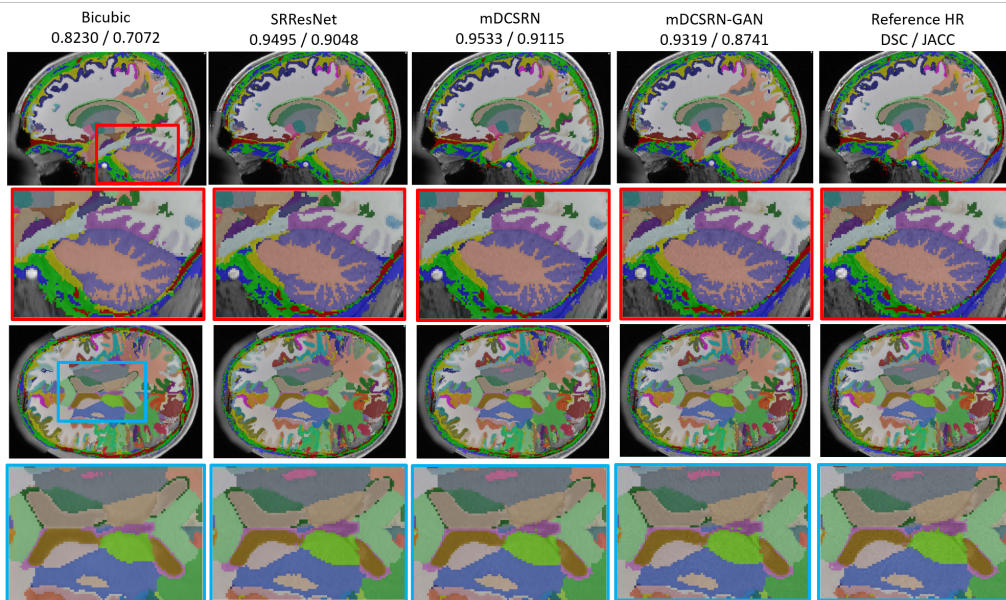 Bicubic
0.8230 / 0.7072
SRResNet
0.9495 / 0.9048
mDCSRN
0.9533 / 0.9115
mDCSRN-GAN
0.9319 / 0.8741
Reference HR
DSC / JACC